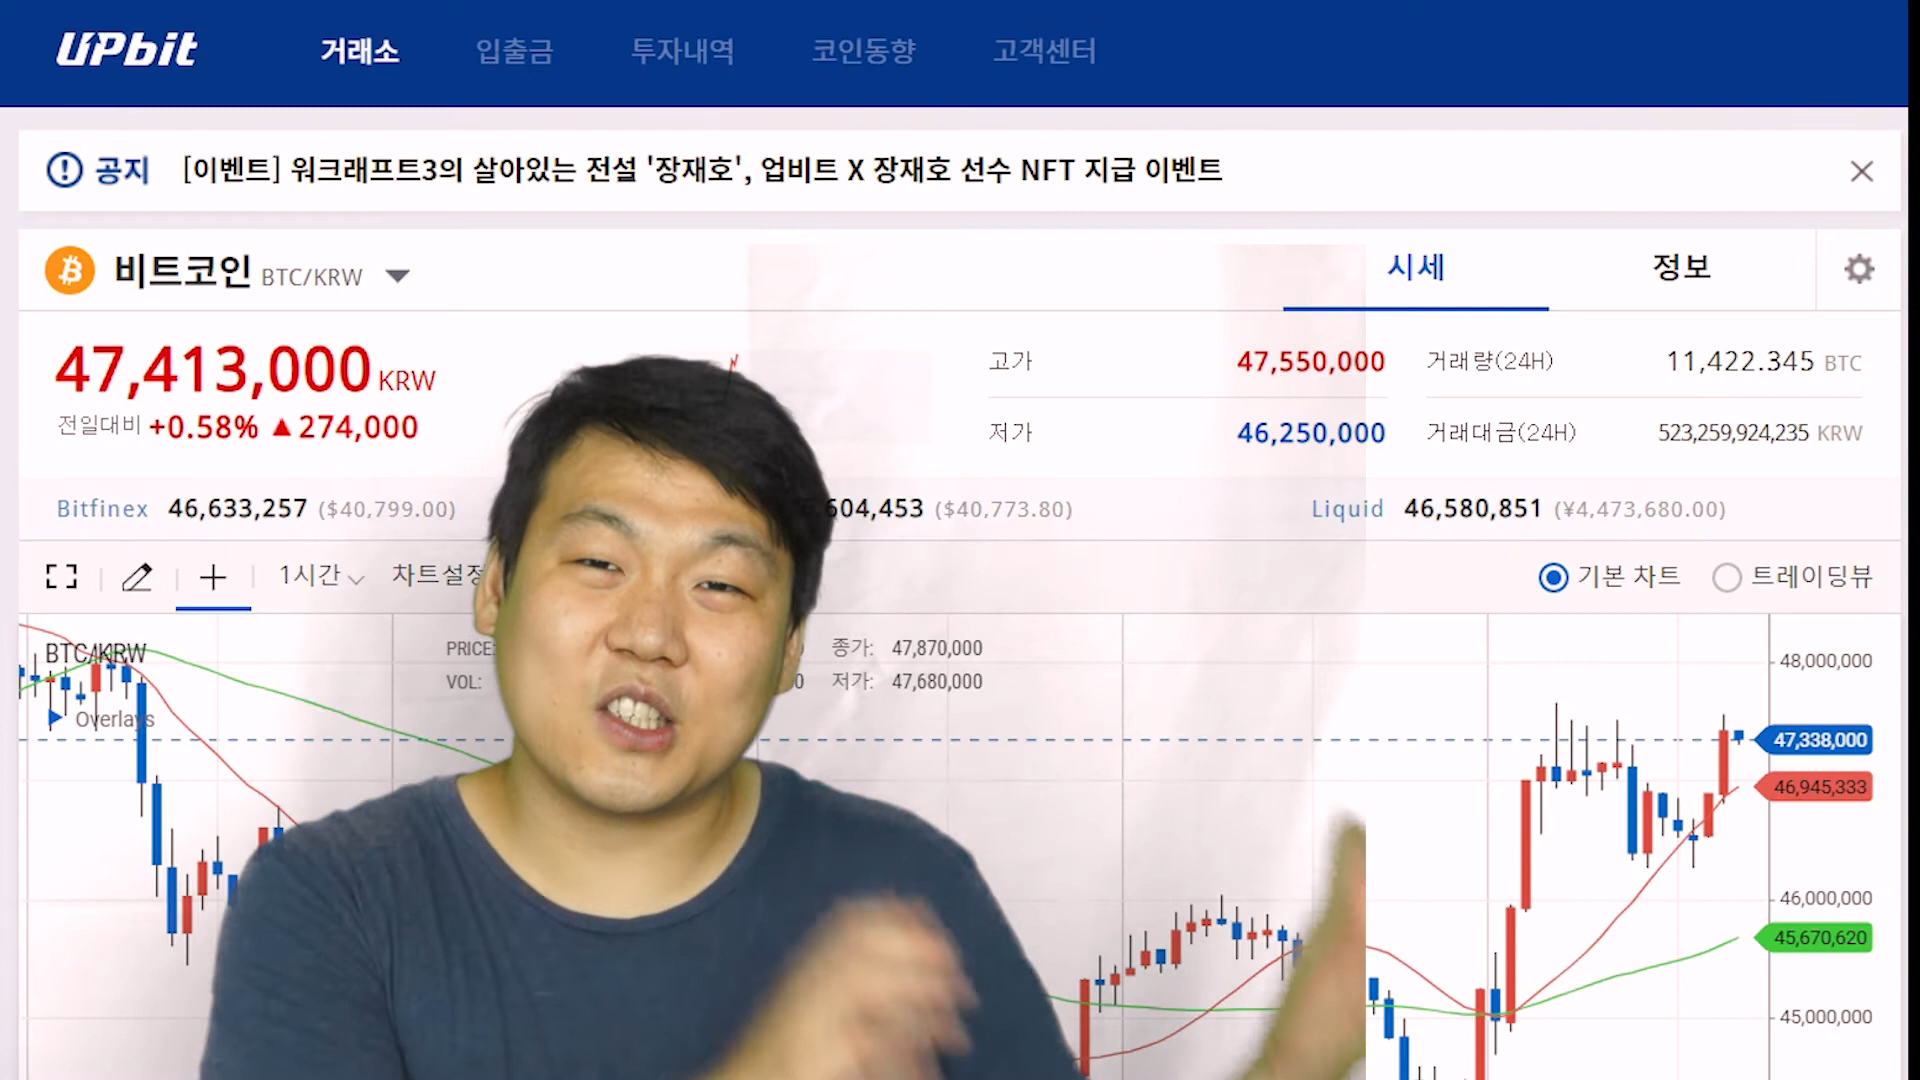 UPbit 거래소 입출금 투자내역 코인동향 고객센터
공지 [이벤트] 워크래프트3의 살아있는 전설 '장재호', 업비트 X 장재호 선수 NFT 지급 이벤트
비트코인 BTC/KRW 시세 정보
47,413,000 KRW 고가 47,550,000 거래량(24H) 11,422.345 BTC
전일대비 +0.58% ▲274,000 저가 46,250,000 거래대금(24H) 523,259,924,235 KRW
Bitfinex 46,633,257 ($40,799.00) 604,453 ($40,773.80) Liquid 46,580,851 (¥4,473,680.00)
1시간 차트설정 기본 차트 트레이딩뷰
BTC/KRW PRICE: 종가: 47,870,000 48,000,000
VOL: 0 저가: 47,680,000
Overlays
47,338,000
46,945,333
46,000,000
45,670,620
45,000,000